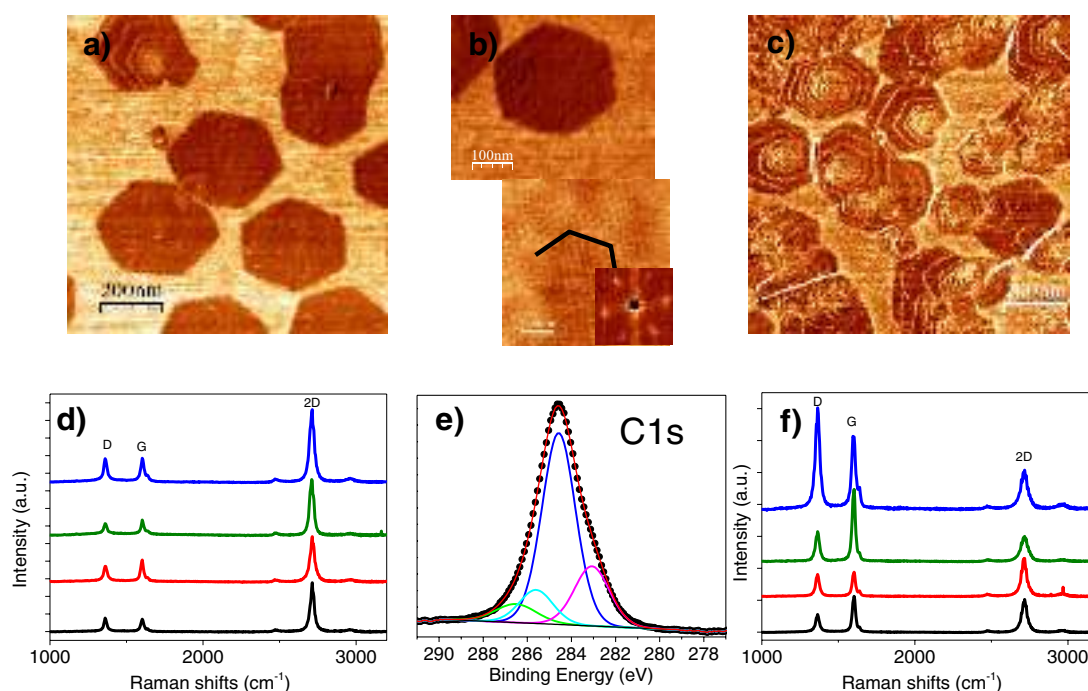 a)
200nm
b)
100nm
c)
d)
D
G
2D
Intensity (a.u.)
1000 2000 3000
Raman shifts (cm⁻¹)
e)
C1s
290 288 286 284 282 280 278
Binding Energy (eV)
f)
D
G
2D
Intensity (a.u.)
1000 2000 3000
Raman shifts (cm⁻¹)